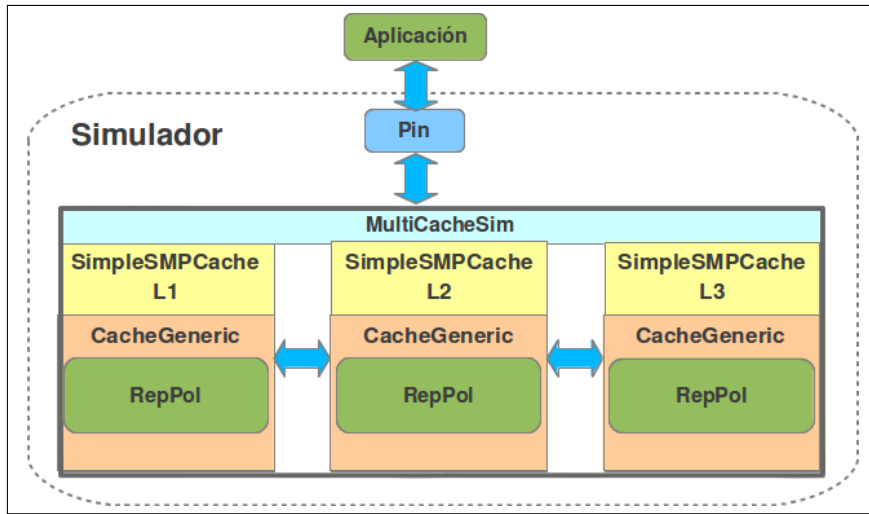 Aplicación
Simulador
Pin
MultiCacheSim
SimpleSMPCache
L1
SimpleSMPCache
L2
SimpleSMPCache
L3
CacheGeneric
CacheGeneric
CacheGeneric
RepPol
RepPol
RepPol